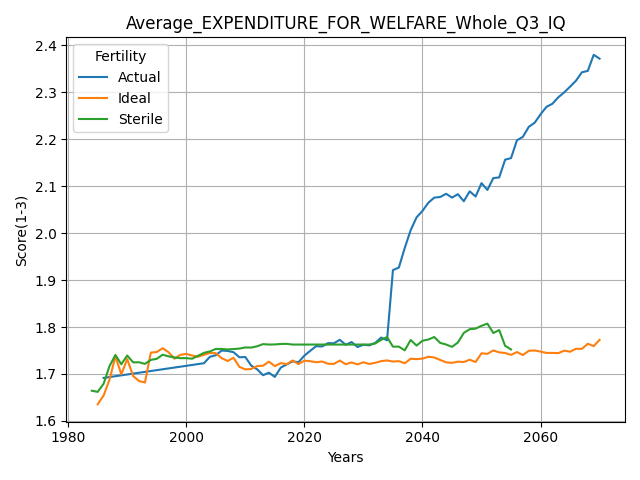 Average_EXPENDITURE_FOR_WELFARE_Whole_Q3_IQ
Fertility
Actual
Ideal
Sterile
Score(1-3)
2.4
2.3
2.2
2.1
2.0
1.9
1.8
1.7
1.6
1980
2000
2020
2040
2060
Years